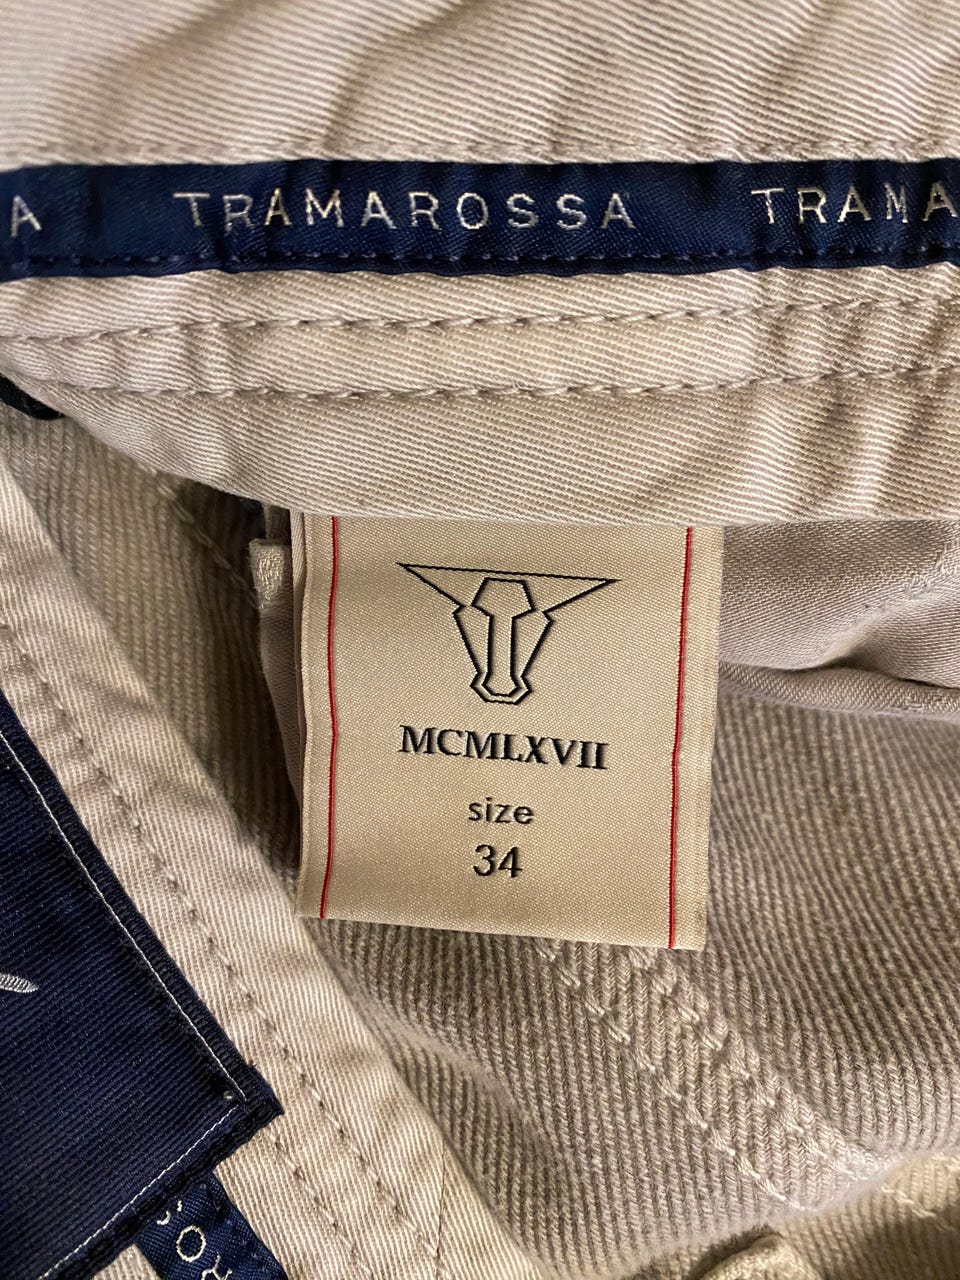 A TRAMAROSSA TRAMA
MCMLXVII
size
34